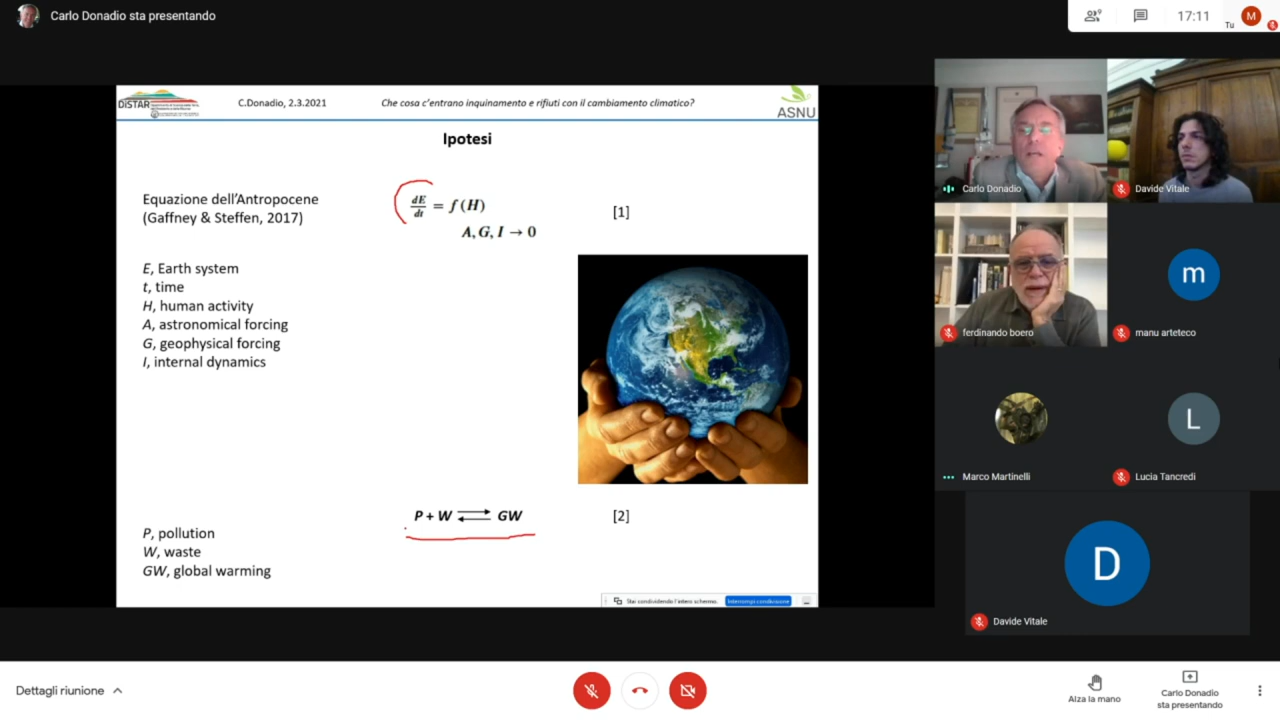 Carlo Donadio sta presentando
17:11
Tu
M
DiSTAR
C.Donadio, 2.3.2021
Che cosa c'entrano inquinamento e rifiuti con il cambiamento climatico?
ASNU
Ipotesi
Equazione dell'Antropocene
(Gaffney & Steffen, 2017)
dE/dt = f(H)
A, G, I → 0
[1]
E, Earth system
t, time
H, human activity
A, astronomical forcing
G, geophysical forcing
I, internal dynamics
P + W ⇄ GW
[2]
P, pollution
W, waste
GW, global warming
Stai condividendo l'intero schermo.
Interrompi condivisione
Carlo Donadio
Davide Vitale
ferdinando boero
m
manu arteteco
Marco Martinelli
L
Lucia Tancredi
D
Davide Vitale
Dettagli riunione
Alza la mano
Carlo Donadio
sta presentando